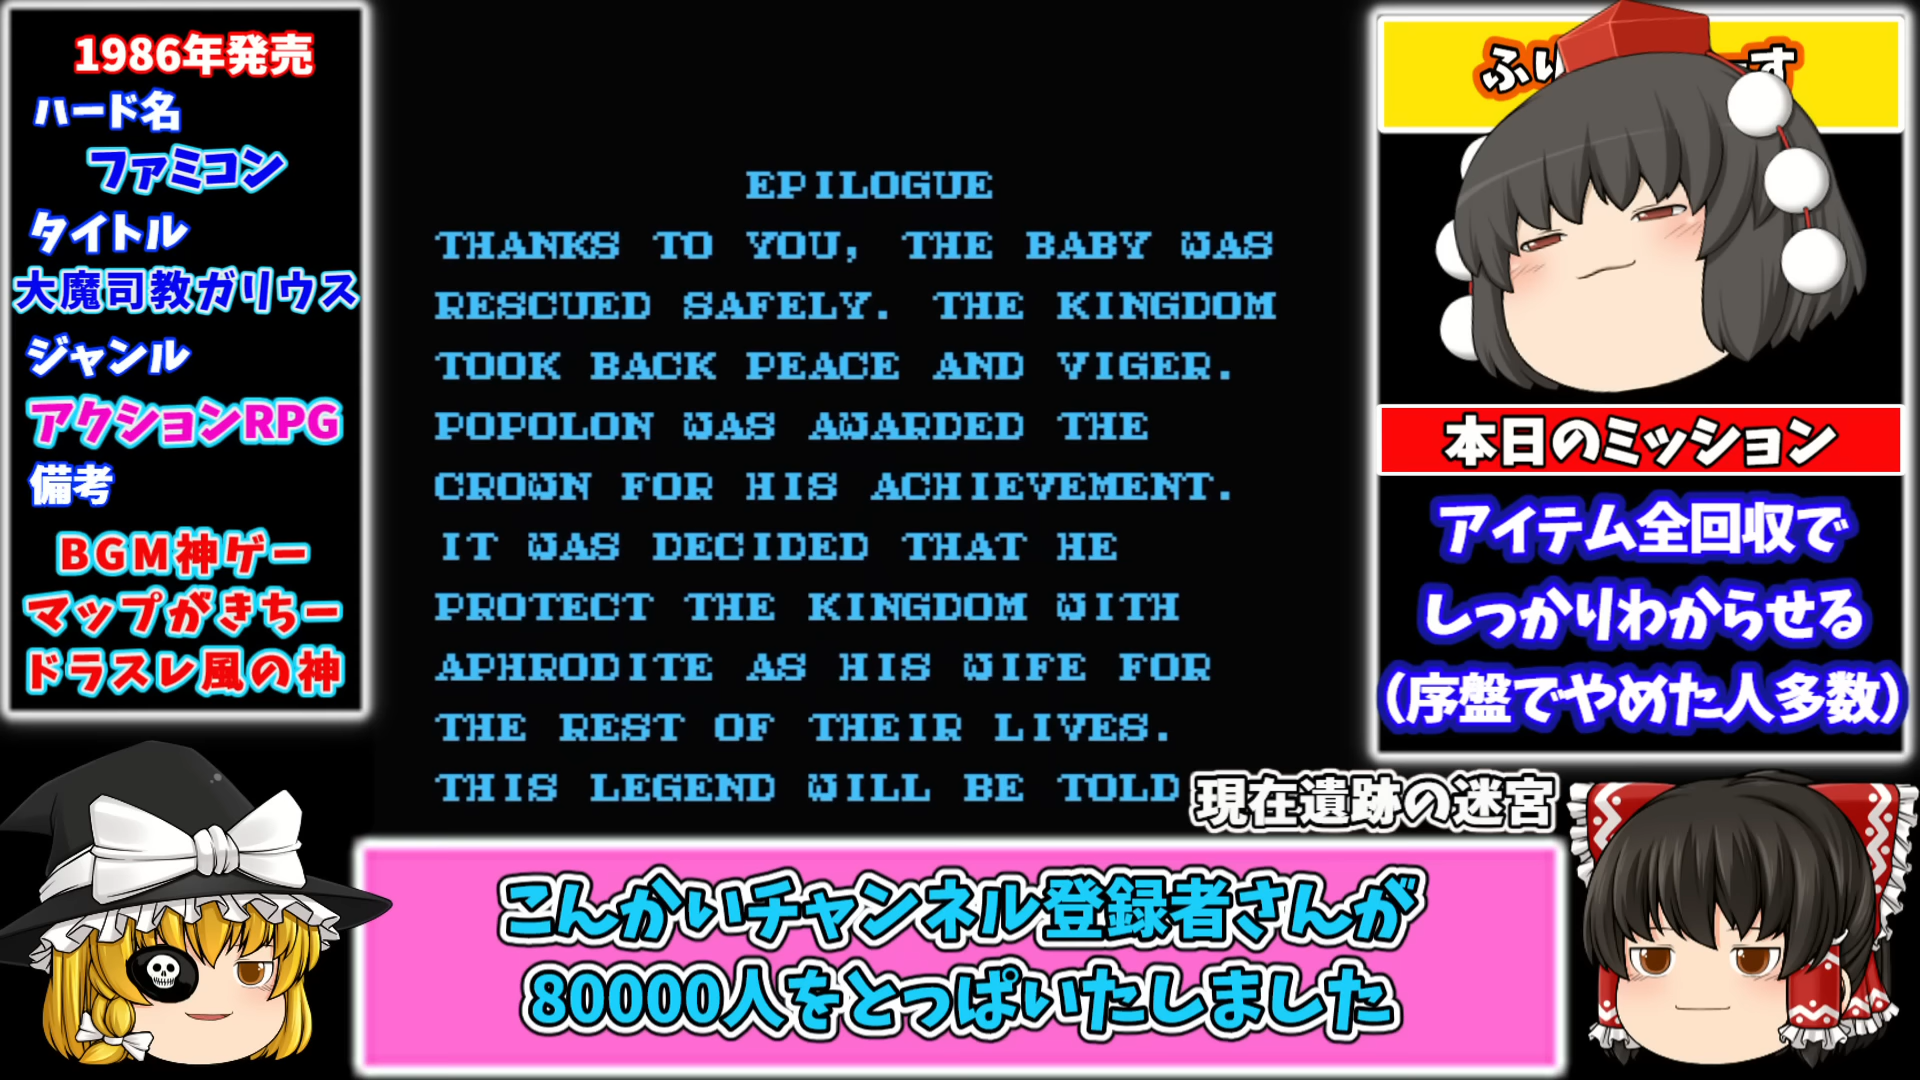 1986年発売
ハード名
ファミコン
タイトル
大魔司教ガリウス
ジャンル
アクションRPG
備考
BGM神ゲー
マップがきちー
ドラスレ風の神
EPILOGUE
THANKS TO YOU, THE BABY WAS
RESCUED SAFELY. THE KINGDOM
TOOK BACK PEACE AND VIGER.
POPOLON WAS AWARDED THE
CROWN FOR HIS ACHIEVEMENT.
IT WAS DECIDED THAT HE
PROTECT THE KINGDOM WITH
APHRODITE AS HIS WIFE FOR
THE REST OF THEIR LIVES.
THIS LEGEND WILL BE TOLD
本日のミッション
アイテム全回収で
しっかりわからせる
(序盤でやめた人多数)
現在遺跡の迷宮
こんかいチャンネル登録者さんが
80000人をとっぱいたしました